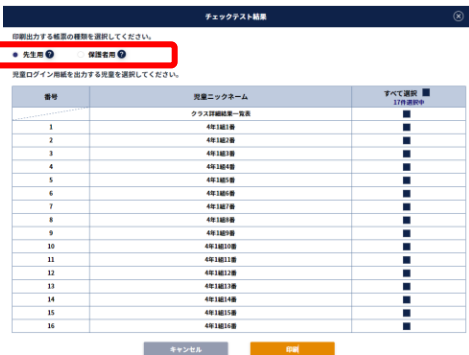 チェックテスト結果
印刷出力する帳票の種類を選択してください。
先生用 ? 保護者用 ?
児童ログイン用紙を出力する児童を選択してください。
番号 児童ニックネーム すべて選択
17件選択中
クラス詳細結果一覧表
1 4年1組1番
2 4年1組2番
3 4年1組3番
4 4年1組4番
5 4年1組5番
6 4年1組6番
7 4年1組7番
8 4年1組8番
9 4年1組9番
10 4年1組10番
11 4年1組11番
12 4年1組12番
13 4年1組13番
14 4年1組14番
15 4年1組15番
16 4年1組16番
キャンセル 印刷